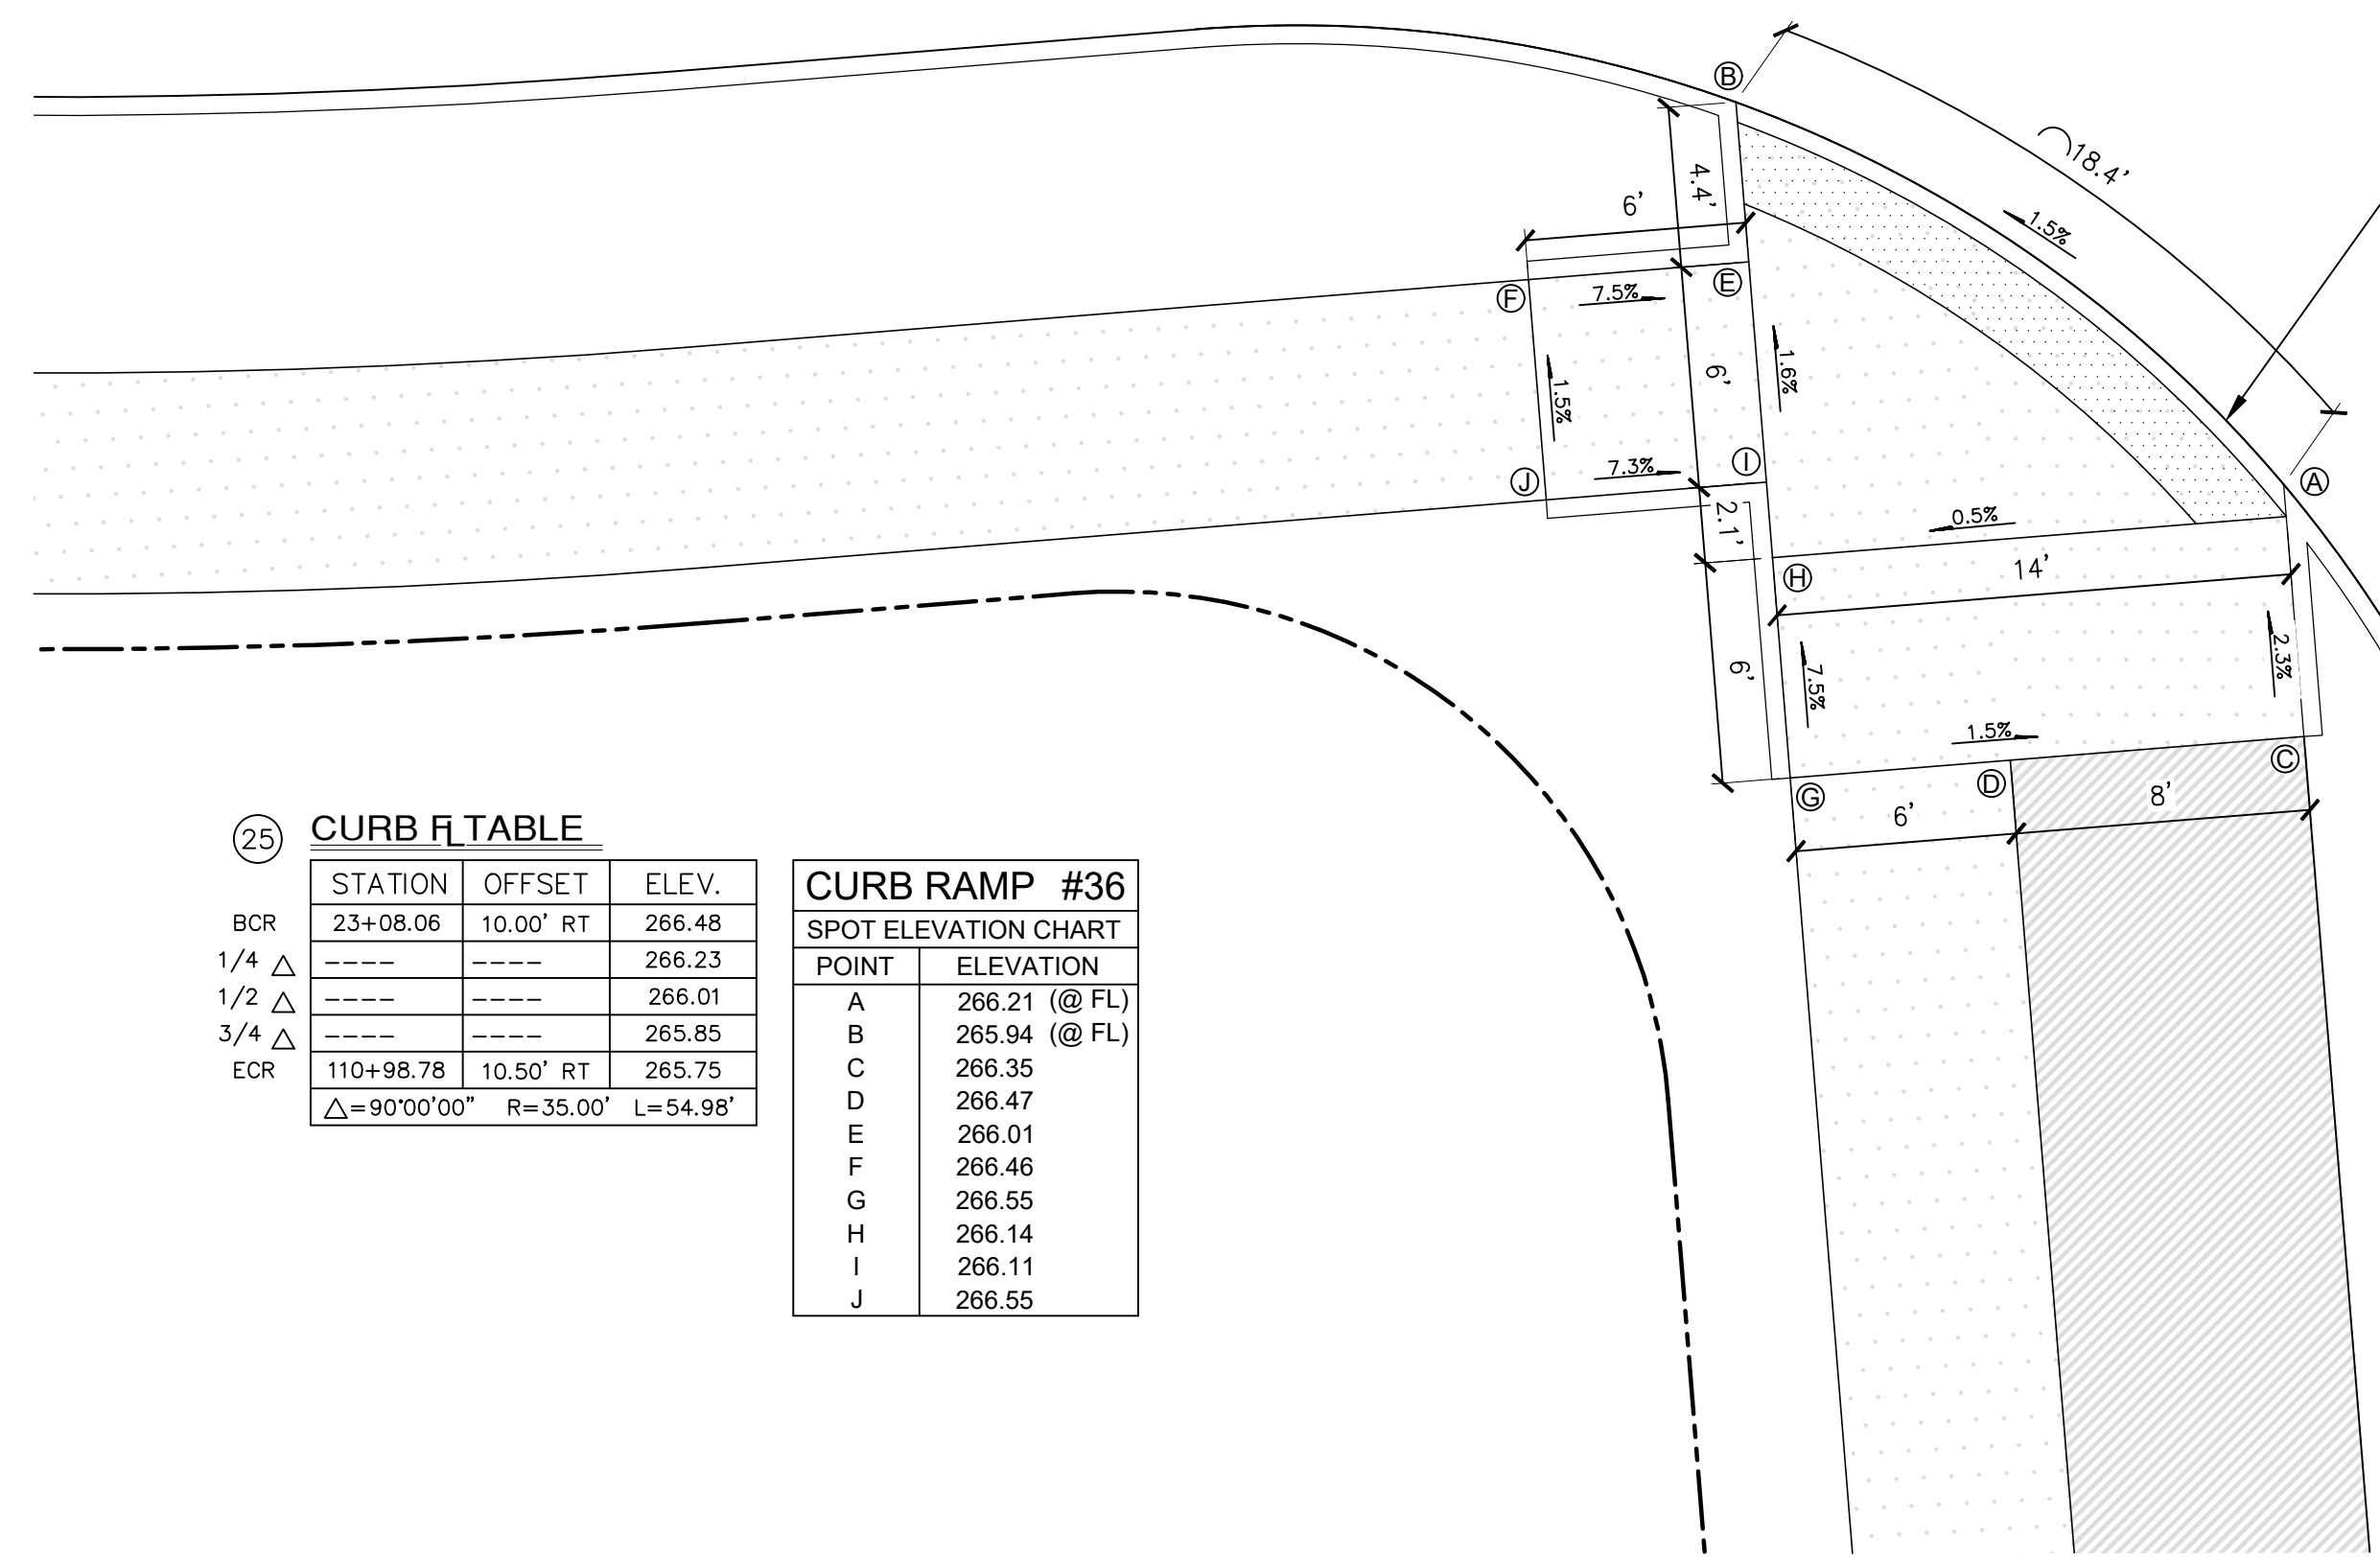 B
18.4'
4.4'
6'
1.5%
E
F
7.5%
1.6%
6'
1.5%
I
J
7.3%
A
2.1'
0.5%
H
14'
2.3%
6'
7.5%
1.5%
C
D
G
8'
6'
25 CURB FL TABLE
STATION OFFSET ELEV.
BCR 23+08.06 10.00' RT 266.48
1/4 △ ---- ---- 266.23
1/2 △ ---- ---- 266.01
3/4 △ ---- ---- 265.85
ECR 110+98.78 10.50' RT 265.75
△=90°00'00" R=35.00' L=54.98'
CURB RAMP #36
SPOT ELEVATION CHART
POINT ELEVATION
A 266.21 (@ FL)
B 265.94 (@ FL)
C 266.35
D 266.47
E 266.01
F 266.46
G 266.55
H 266.14
I 266.11
J 266.55